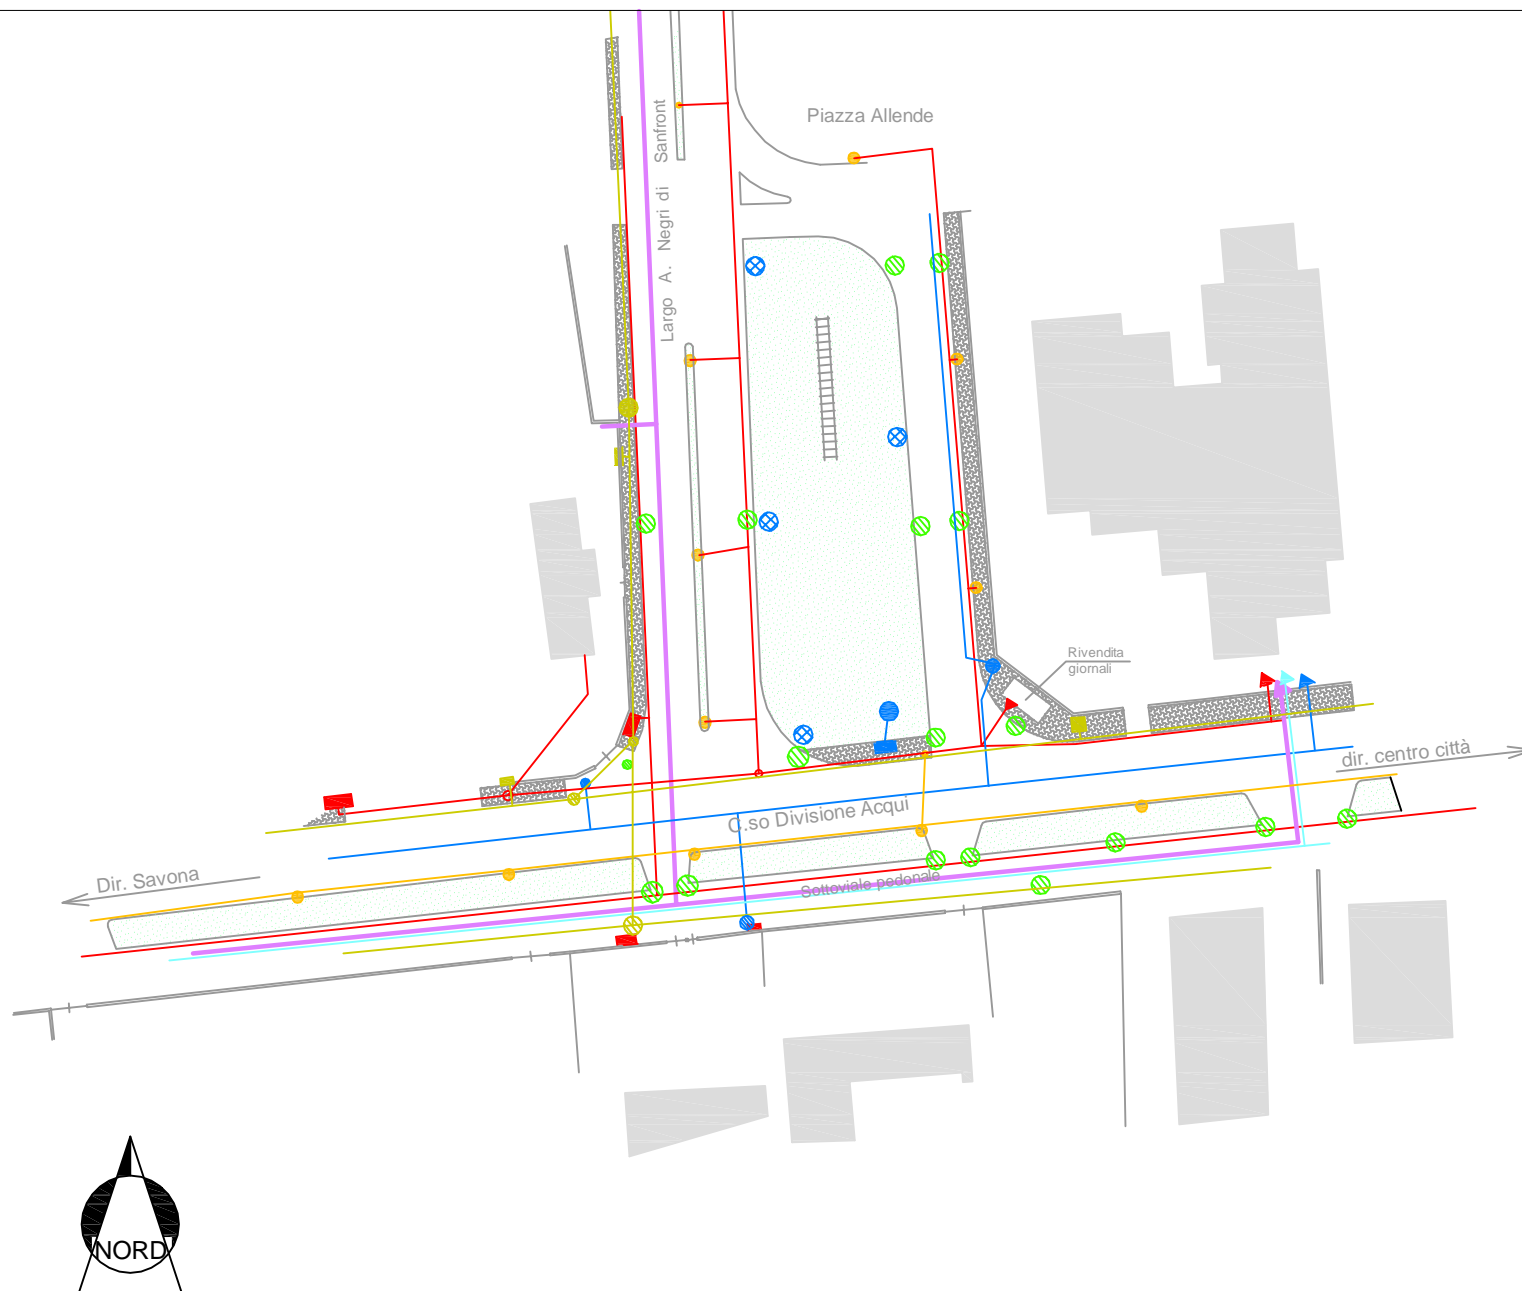 Piazza Allende
Largo A. Negri di Sanfront
Rivendita
giornali
dir. centro città
C.so Divisione Acqui
Dir. Savona
Sottoviale pedonale
NORD